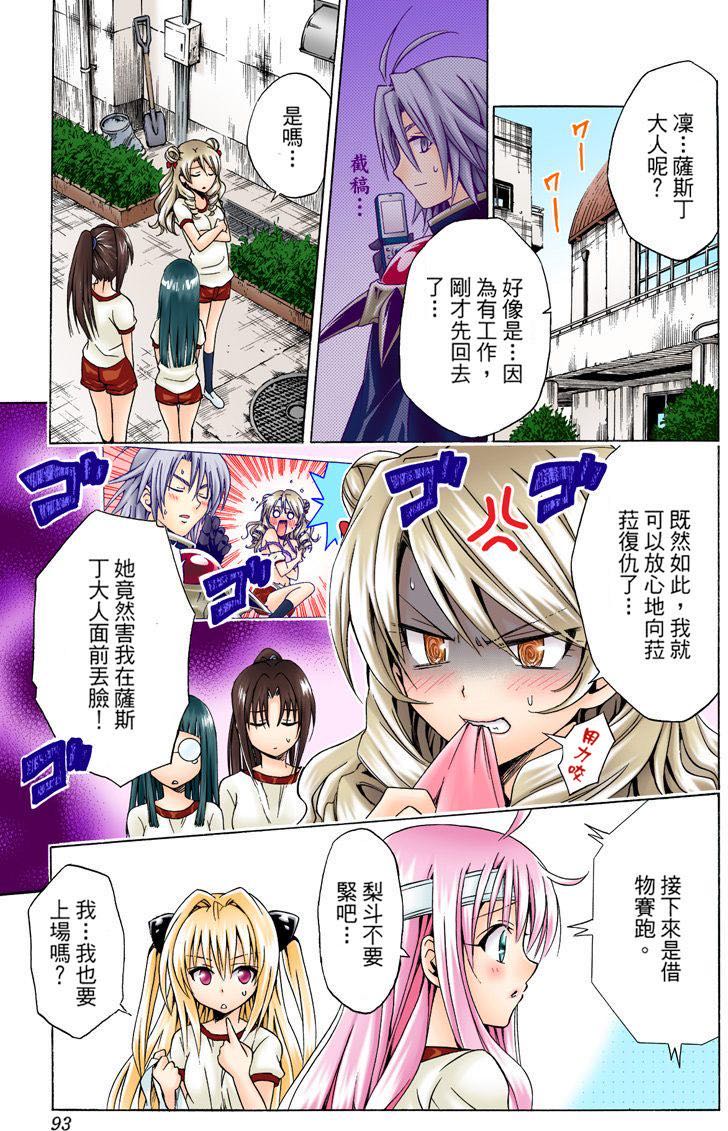 凜…薩斯丁
大人呢？
ワー
ワー
好像是…因
為有工作，
剛才先回去
了…
截稿…
是嗎…
既然如此，我就
可以放心地向菈
菈復仇了…
用力咬
ゴ
ゴ
ゴ
ゴ
ゴ
ゴ
她竟然害我在薩斯
丁大人面前丟臉！
接下來是借
物賽跑。
梨斗不要
緊吧…
我…我也要
上場嗎？
93